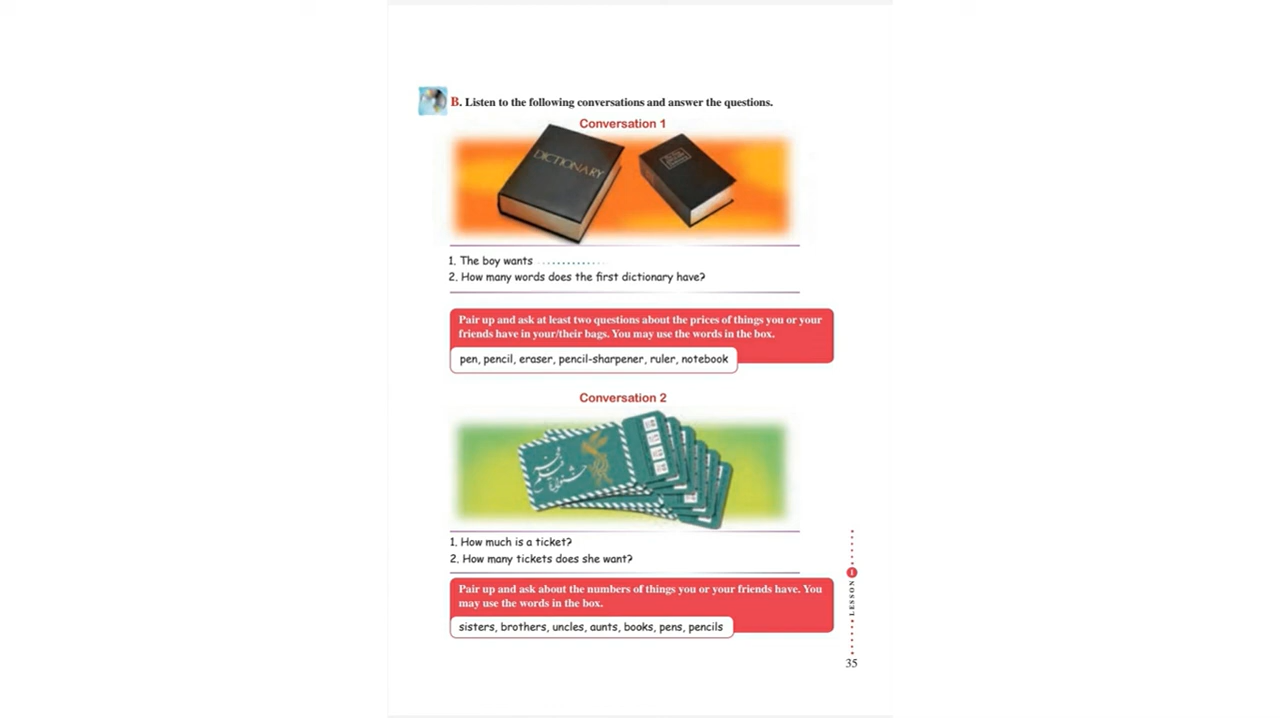 B. Listen to the following conversations and answer the questions.
Conversation 1
DICTIONARY
1. The boy wants .............
2. How many words does the first dictionary have?
Pair up and ask at least two questions about the prices of things you or your
friends have in your/their bags. You may use the words in the box.
pen, pencil, eraser, pencil-sharpener, ruler, notebook
Conversation 2
جشنواره
فیلم
فجر
1. How much is a ticket?
2. How many tickets does she want?
Pair up and ask about the numbers of things you or your friends have. You
may use the words in the box.
sisters, brothers, uncles, aunts, books, pens, pencils
LESSON 1
35